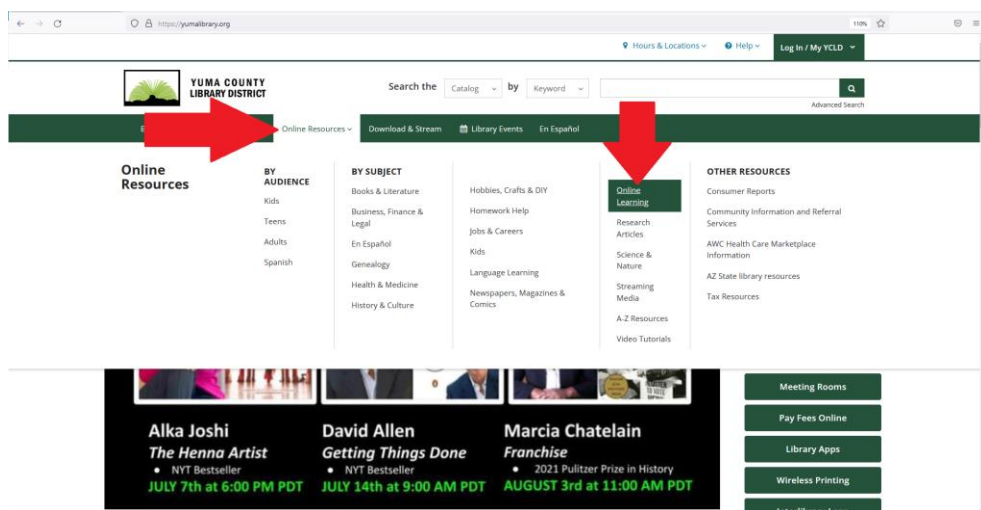 https://yumalibrary.org
110%
Hours & Locations
Help
Log In / My YCLD
YUMA COUNTY
LIBRARY DISTRICT
Search the Catalog by Keyword
Advanced Search
Online Resources
Download & Stream
Library Events
En Español
Online
Resources
BY
AUDIENCE
Kids
Teens
Adults
Spanish
BY SUBJECT
Books & Literature
Business, Finance &
Legal
En Español
Genealogy
Health & Medicine
History & Culture
Hobbies, Crafts & DIY
Homework Help
Jobs & Careers
Kids
Language Learning
Newspapers, Magazines &
Comics
Online
Learning
Research
Articles
Science &
Nature
Streaming
Media
A-Z Resources
Video Tutorials
OTHER RESOURCES
Consumer Reports
Community Information and Referral
Services
AWC Health Care Marketplace
Information
AZ State library resources
Tax Resources
Alka Joshi
The Henna Artist
• NYT Bestseller
JULY 7th at 6:00 PM PDT
David Allen
Getting Things Done
• NYT Bestseller
JULY 14th at 9:00 AM PDT
Marcia Chatelain
Franchise
• 2021 Pulitzer Prize in History
AUGUST 3rd at 11:00 AM PDT
Meeting Rooms
Pay Fees Online
Library Apps
Wireless Printing